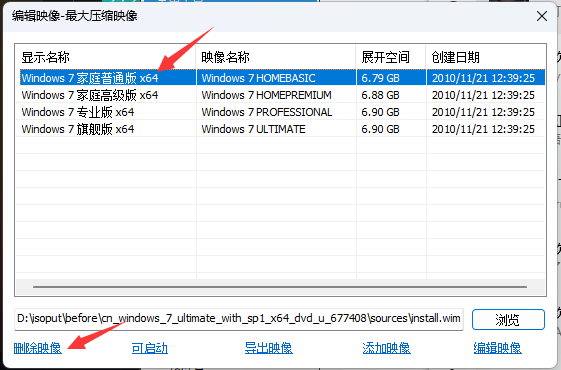 编辑映像-最大压缩映像
显示名称 映像名称 展开空间 创建日期
Windows 7 家庭普通版 x64 Windows 7 HOMEBASIC 6.79 GB 2010/11/21 12:39:25
Windows 7 家庭高级版 x64 Windows 7 HOMEPREMIUM 6.88 GB 2010/11/21 12:39:25
Windows 7 专业版 x64 Windows 7 PROFESSIONAL 6.90 GB 2010/11/21 12:39:25
Windows 7 旗舰版 x64 Windows 7 ULTIMATE 6.90 GB 2010/11/21 12:39:25
D:\isoput\before\cn_windows_7_ultimate_with_sp1_x64_dvd_u_677408\sources\install.wim 浏览
删除映像 可启动 导出映像 添加映像 编辑映像